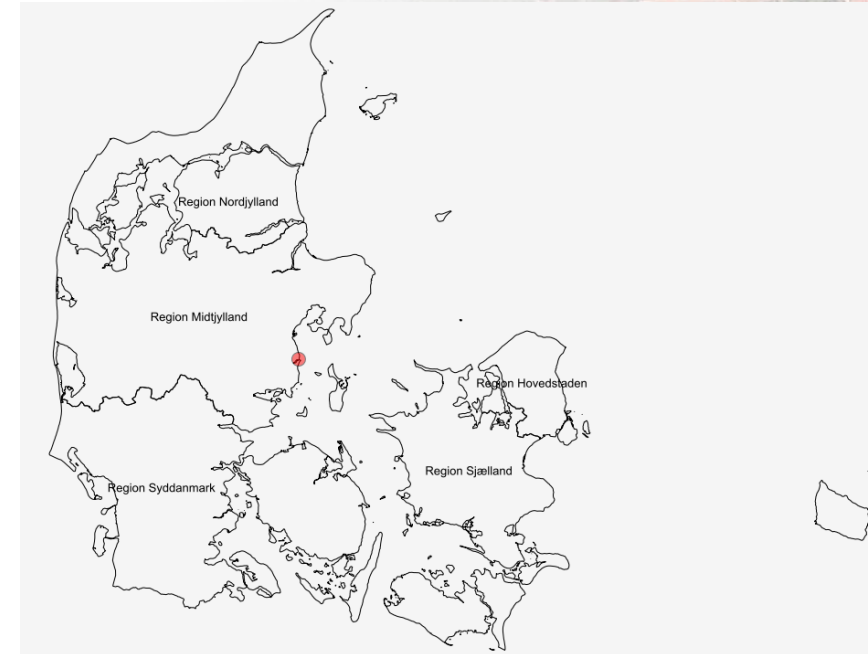 Region Nordjylland
Region Midtjylland
Region Hovedstaden
Region Sjælland
Region Syddanmark